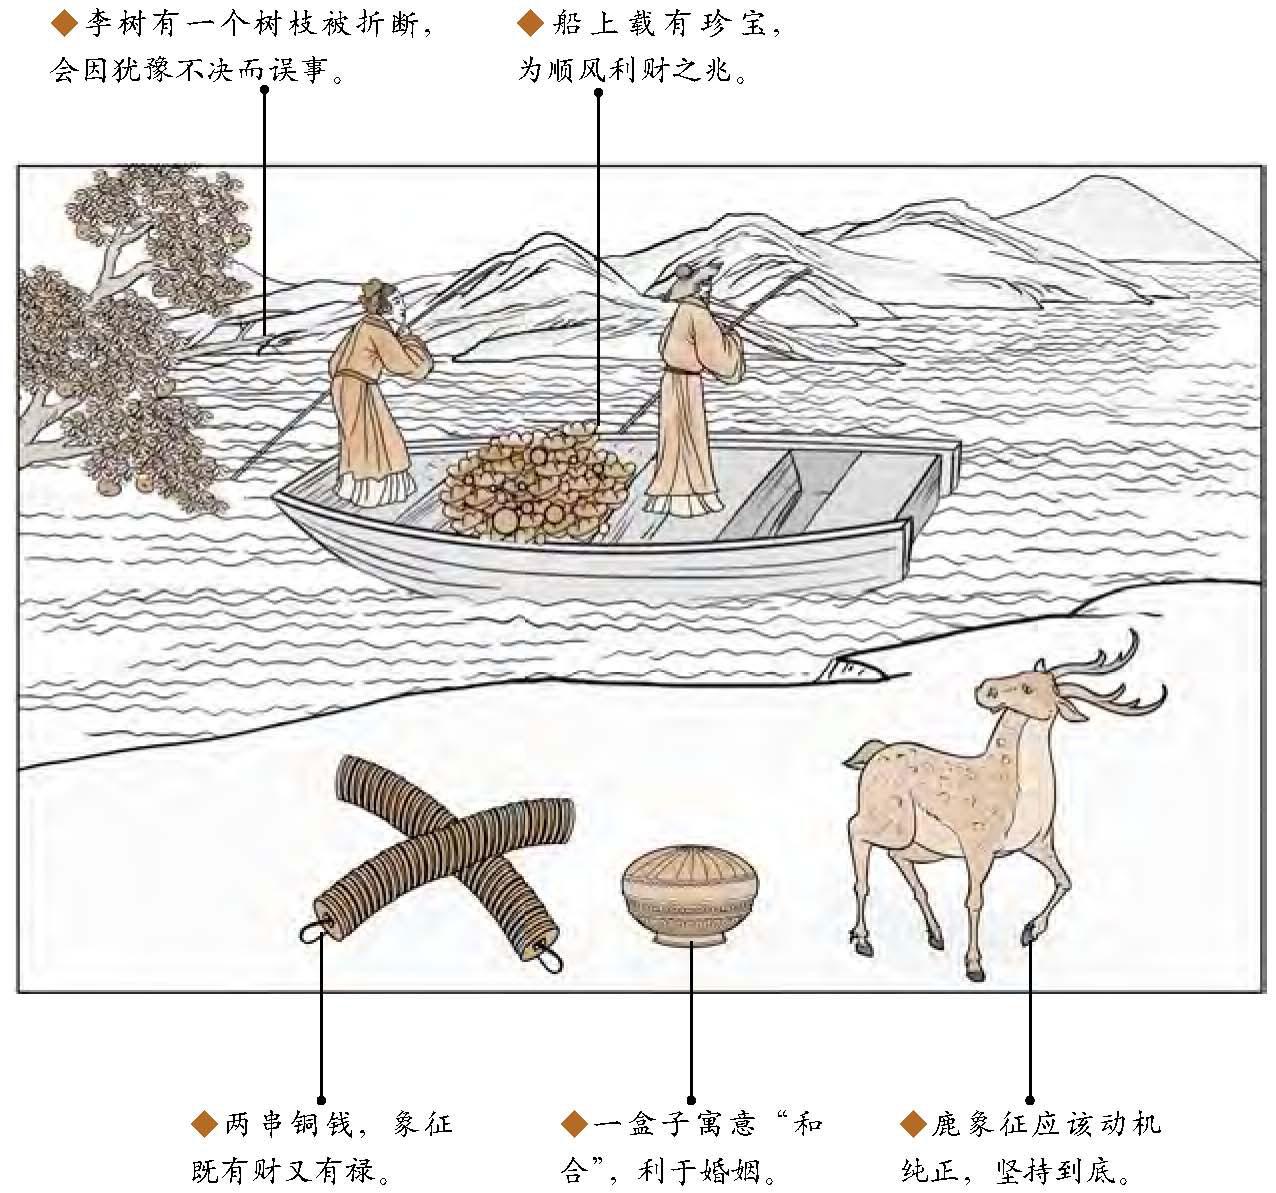 ◆李树有一个树枝被折断，
会因犹豫不决而误事。
◆船上载有珍宝，
为顺风利财之兆。
◆两串铜钱，象征
既有财又有禄。
◆一盒子寓意“和
合”，利于婚姻。
◆鹿象征应该动机
纯正，坚持到底。